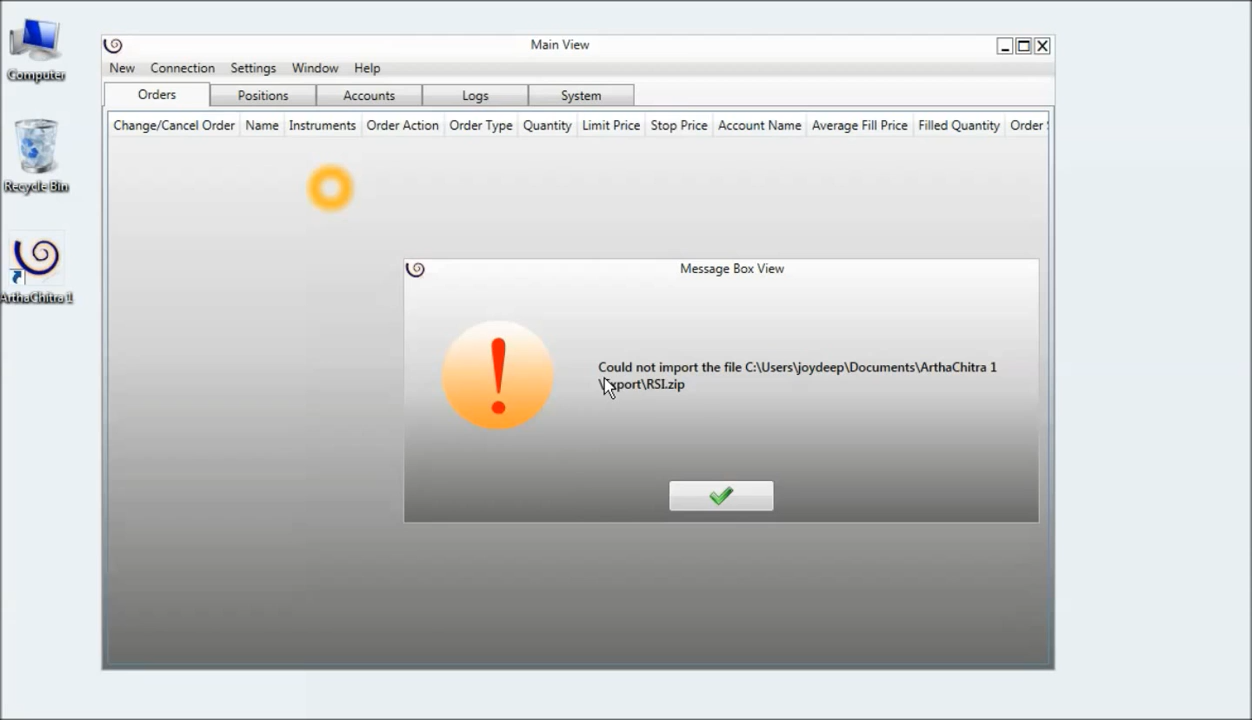 Computer
Recycle Bin
ArthaChitra 1
Main View
New Connection Settings Window Help
Orders Positions Accounts Logs System
Change/Cancel Order Name Instruments Order Action Order Type Quantity Limit Price Stop Price Account Name Average Fill Price Filled Quantity Order
Message Box View
Could not import the file C:\Users\joydeep\Documents\ArthaChitra 1
\Export\RSI.zip